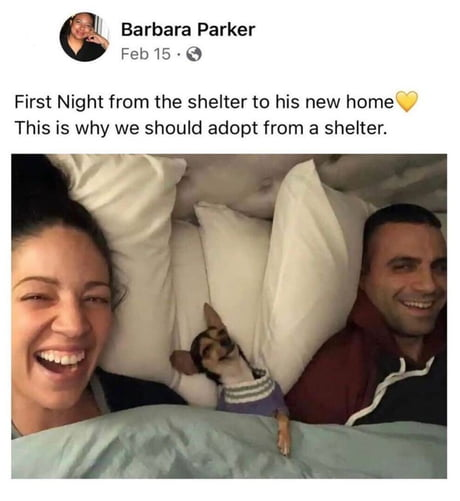 Barbara Parker
Feb 15 ·
First Night from the shelter to his new home💛
This is why we should adopt from a shelter.